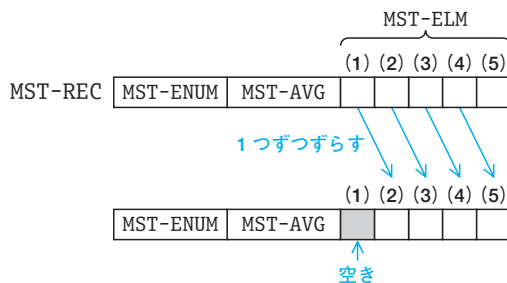 MST-ELM
(1) (2) (3) (4) (5)
MST-REC MST-ENUM MST-AVG
1つずつずらす
(1) (2) (3) (4) (5)
MST-ENUM MST-AVG
空き